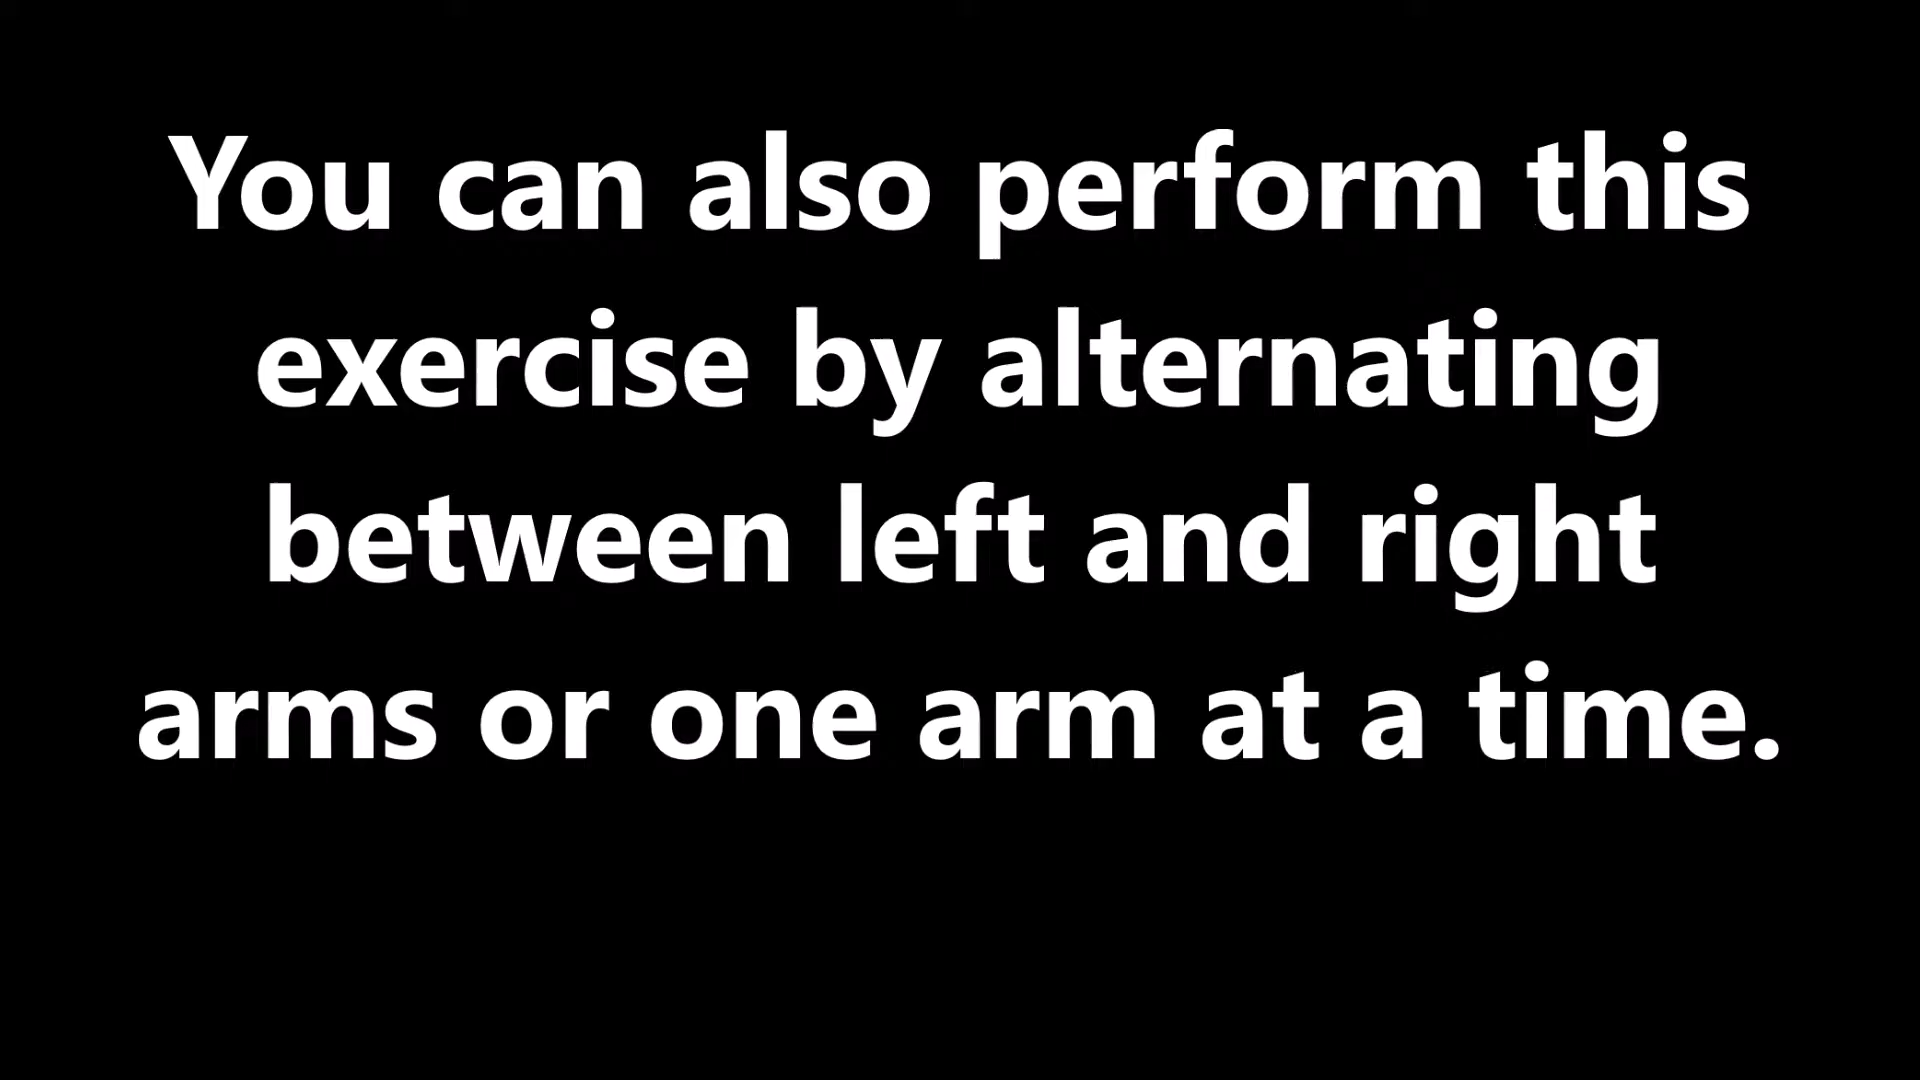 You can also perform this
exercise by alternating
between left and right
arms or one arm at a time.